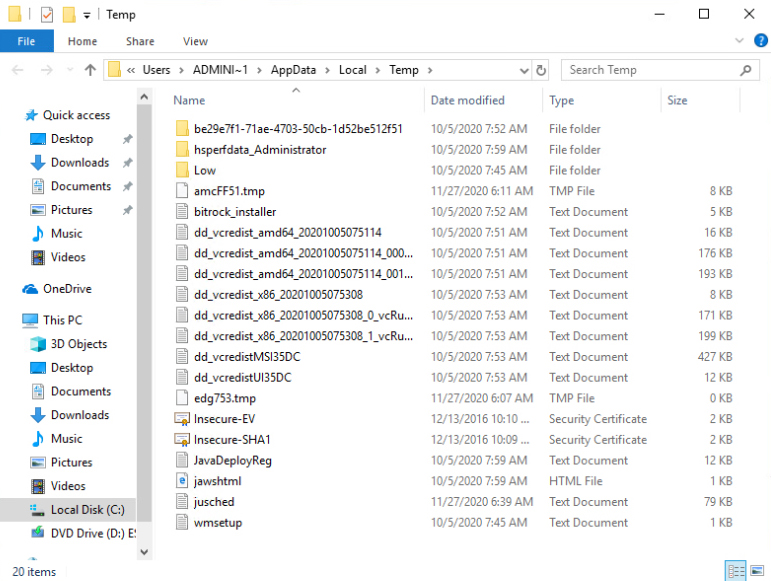 Temp
File Home Share View
« Users › ADMINI~1 › AppData › Local › Temp ›
Search Temp
Name Date modified Type Size
Quick access
Desktop
Downloads
Documents
Pictures
Music
Videos
OneDrive
This PC
3D Objects
Desktop
Documents
Downloads
Music
Pictures
Videos
Local Disk (C:)
DVD Drive (D:) ES
be29e7f1-71ae-4703-50cb-1d52be512f51 10/5/2020 7:52 AM File folder
hsperfdata_Administrator 10/5/2020 7:59 AM File folder
Low 10/5/2020 7:45 AM File folder
amcFF51.tmp 11/27/2020 6:11 AM TMP File 8 KB
bitrock_installer 10/5/2020 7:52 AM Text Document 5 KB
dd_vcredist_amd64_20201005075114 10/5/2020 7:51 AM Text Document 16 KB
dd_vcredist_amd64_20201005075114_000... 10/5/2020 7:51 AM Text Document 176 KB
dd_vcredist_amd64_20201005075114_001... 10/5/2020 7:51 AM Text Document 193 KB
dd_vcredist_x86_20201005075308 10/5/2020 7:53 AM Text Document 8 KB
dd_vcredist_x86_20201005075308_0_vcRu... 10/5/2020 7:53 AM Text Document 171 KB
dd_vcredist_x86_20201005075308_1_vcRu... 10/5/2020 7:53 AM Text Document 199 KB
dd_vcredistMSI35DC 10/5/2020 7:53 AM Text Document 427 KB
dd_vcredistUI35DC 10/5/2020 7:53 AM Text Document 12 KB
edg753.tmp 11/27/2020 6:07 AM TMP File 0 KB
Insecure-EV 12/13/2016 10:10 ... Security Certificate 2 KB
Insecure-SHA1 12/13/2016 10:09 ... Security Certificate 2 KB
JavaDeployReg 10/5/2020 7:59 AM Text Document 12 KB
jawshtml 10/5/2020 7:59 AM HTML File 1 KB
jusched 11/27/2020 6:39 AM Text Document 79 KB
wmsetup 10/5/2020 7:45 AM Text Document 1 KB
20 items